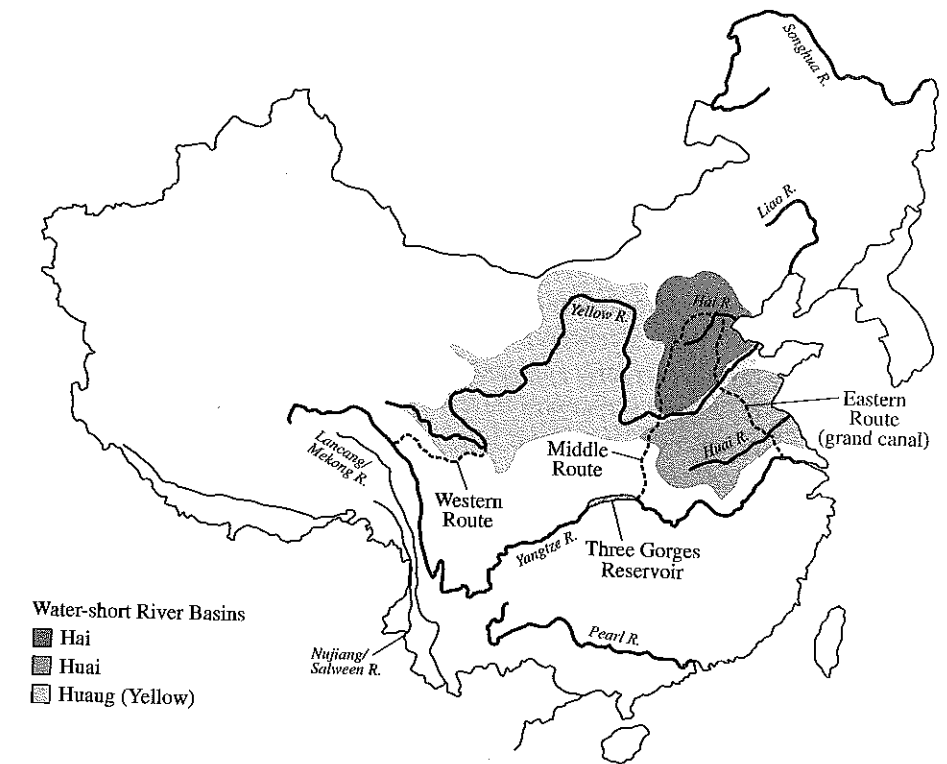 Songhua R.
Liao R.
Hai R.
Yellow R.
Eastern
Route
(grand canal)
Huai R.
Middle
Route
Lancang/
Mekong R.
Western
Route
Yangtze R.
Three Gorges
Reservoir
Water-short River Basins
Hai
Huai
Huaug (Yellow)
Nujiang/
Salween R.
Pearl R.